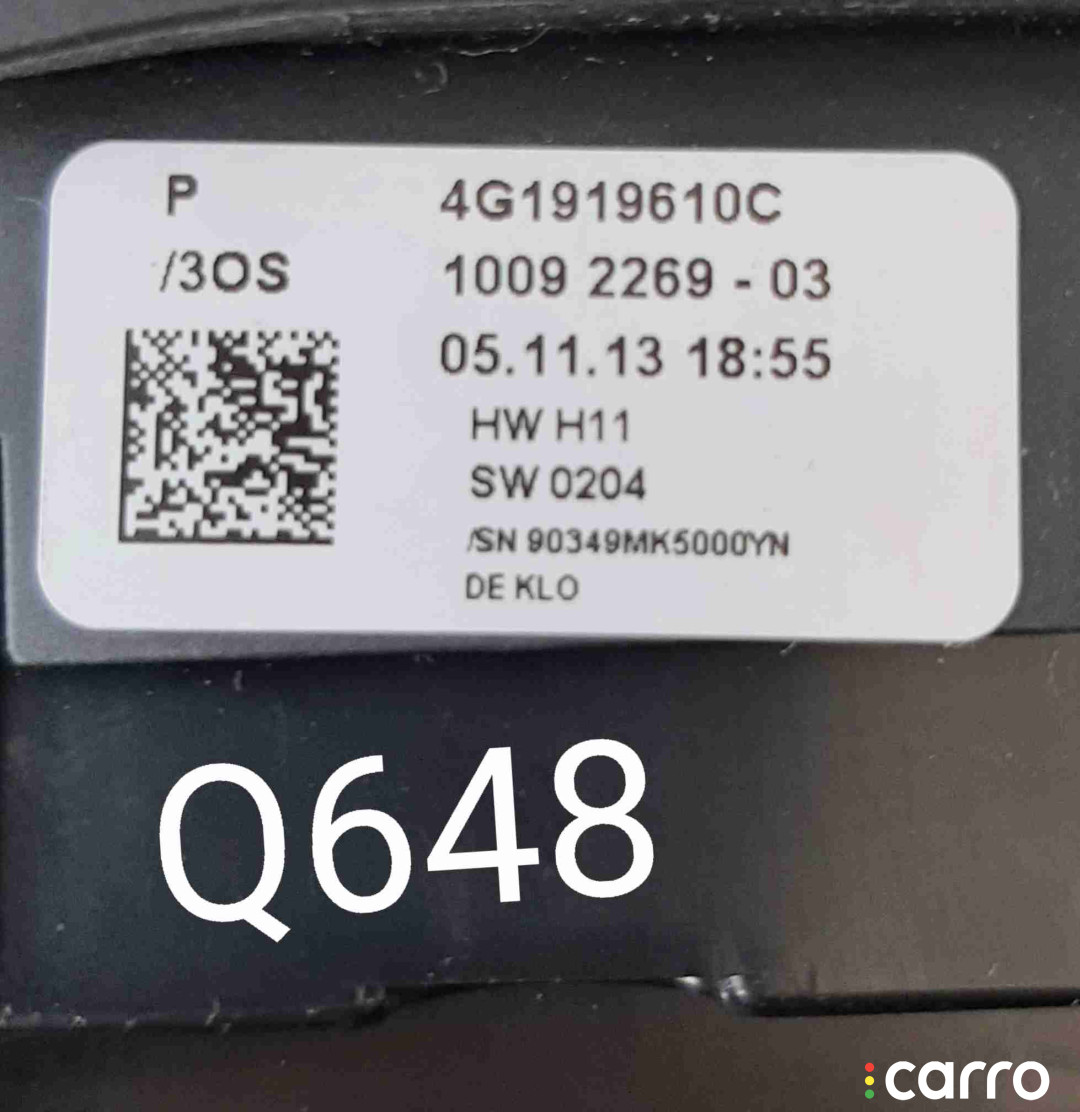 P 4G1919610C
/3OS 1009 2269 - 03
05.11.13 18:55
HW H11
SW 0204
/SN 90349MK5000YN
DE KLO
Q648
carro